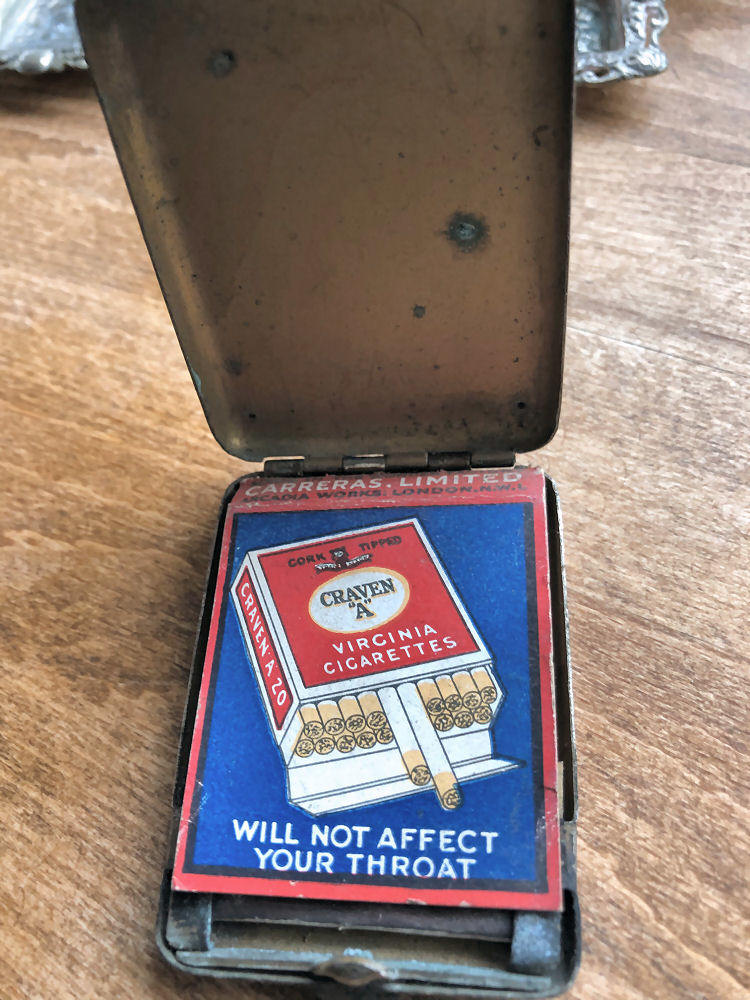 CARRERAS. LIMITED
ARCADIA WORKS. LONDON. N.W.1.
CORK TIPPED
CRAVEN
"A"
VIRGINIA
CIGARETTES
CRAVEN·A 20
WILL NOT AFFECT
YOUR THROAT